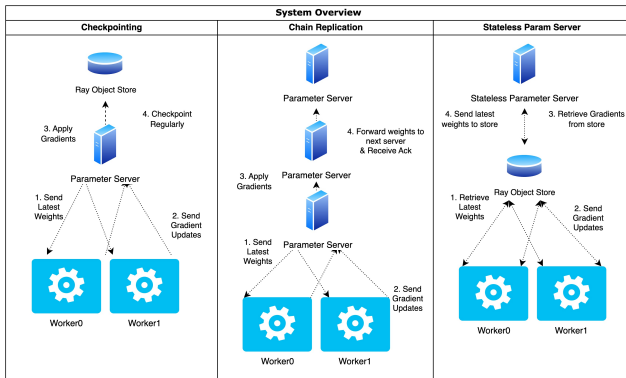 System Overview
Checkpointing
Ray Object Store
3. Apply
Gradients
4. Checkpoint
Regularly
Parameter Server
1. Send
Latest
Weights
2. Send
Gradient
Updates
Worker0
Worker1
Chain Replication
Parameter Server
4. Forward weights to
next server
& Receive Ack
Parameter Server
3. Apply
Gradients
Parameter Server
1. Send
Latest
Weights
2. Send
Gradient
Updates
Worker0
Worker1
Stateless Param Server
Stateless Parameter Server
4. Send latest
weights to store
3. Retrieve Gradients
from store
Ray Object Store
1. Retrieve
Latest
Weights
2. Send
Gradient
Updates
Worker0
Worker1